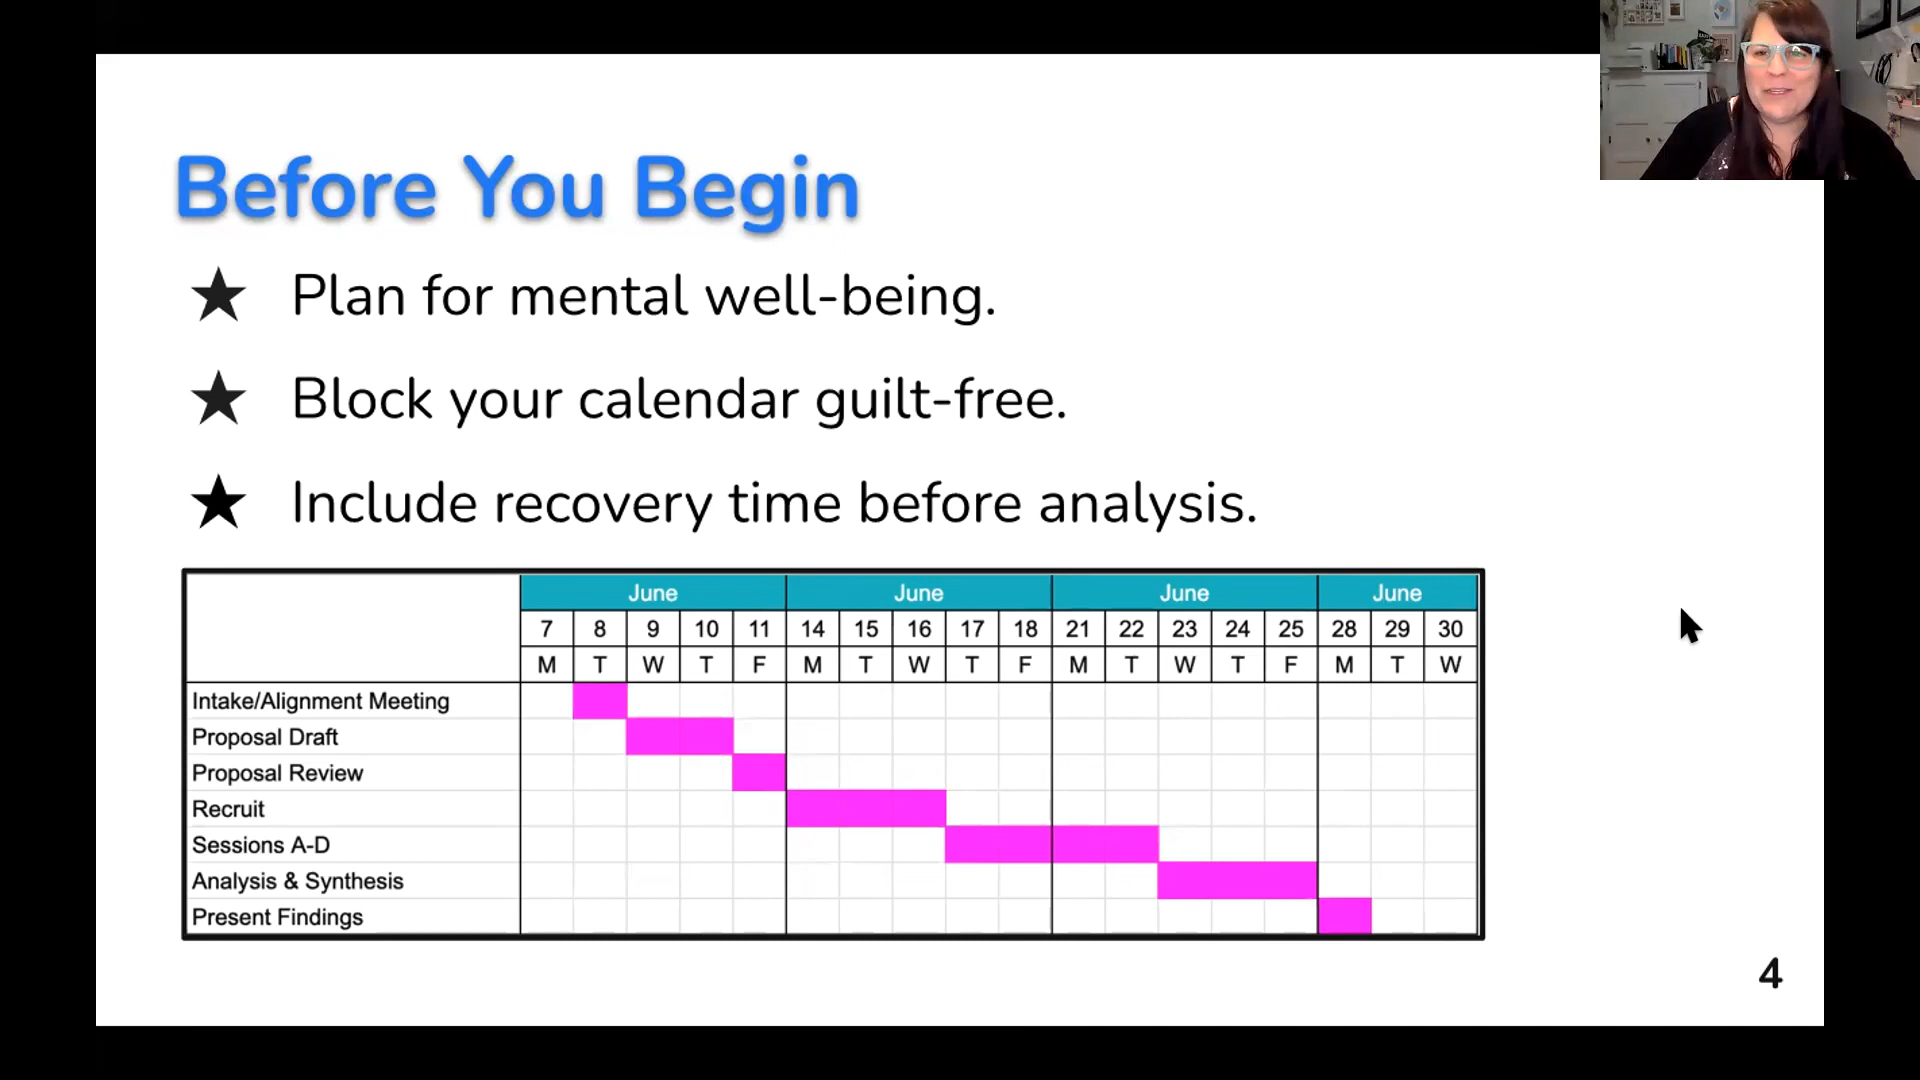 Before You Begin
★ Plan for mental well-being.
★ Block your calendar guilt-free.
★ Include recovery time before analysis.
June June June June
7 8 9 10 11 14 15 16 17 18 21 22 23 24 25 28 29 30
M T W T F M T W T F M T W T F M T W
Intake/Alignment Meeting
Proposal Draft
Proposal Review
Recruit
Sessions A-D
Analysis & Synthesis
Present Findings
4